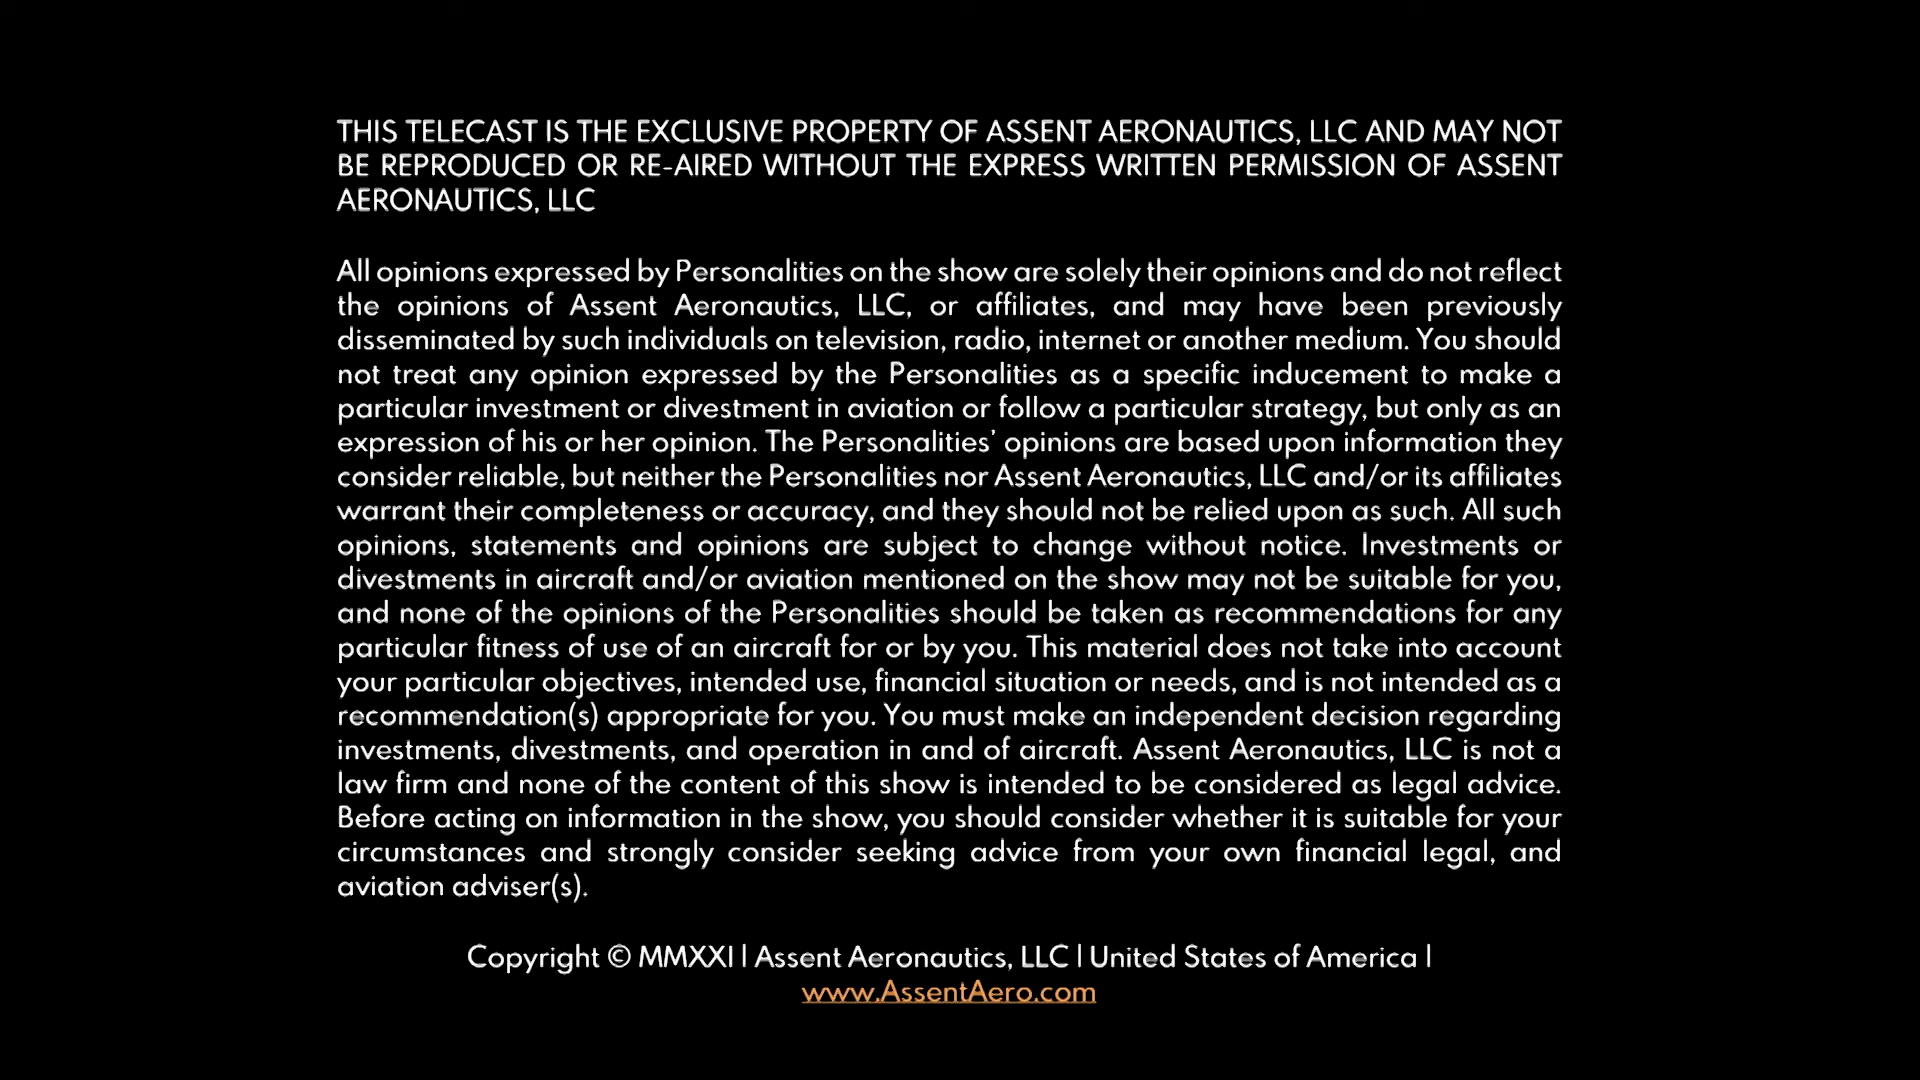 THIS TELECAST IS THE EXCLUSIVE PROPERTY OF ASSENT AERONAUTICS, LLC AND MAY NOT
BE REPRODUCED OR RE-AIRED WITHOUT THE EXPRESS WRITTEN PERMISSION OF ASSENT
AERONAUTICS, LLC
All opinions expressed by Personalities on the show are solely their opinions and do not reflect
the opinions of Assent Aeronautics, LLC, or affiliates, and may have been previously
disseminated by such individuals on television, radio, internet or another medium. You should
not treat any opinion expressed by the Personalities as a specific inducement to make a
particular investment or divestment in aviation or follow a particular strategy, but only as an
expression of his or her opinion. The Personalities’ opinions are based upon information they
consider reliable, but neither the Personalities nor Assent Aeronautics, LLC and/or its affiliates
warrant their completeness or accuracy, and they should not be relied upon as such. All such
opinions, statements and opinions are subject to change without notice. Investments or
divestments in aircraft and/or aviation mentioned on the show may not be suitable for you,
and none of the opinions of the Personalities should be taken as recommendations for any
particular fitness of use of an aircraft for or by you. This material does not take into account
your particular objectives, intended use, financial situation or needs, and is not intended as a
recommendation(s) appropriate for you. You must make an independent decision regarding
investments, divestments, and operation in and of aircraft. Assent Aeronautics, LLC is not a
law firm and none of the content of this show is intended to be considered as legal advice.
Before acting on information in the show, you should consider whether it is suitable for your
circumstances and strongly consider seeking advice from your own financial legal, and
aviation adviser(s).
Copyright © MMXXI | Assent Aeronautics, LLC | United States of America |
www.AssentAero.com